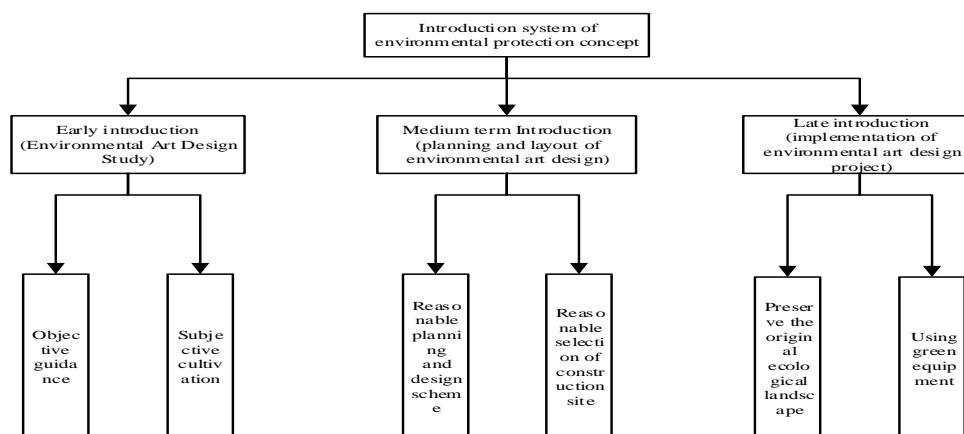 Introduction system of
environmental protection concept
Early introduction
(Environmental Art Design
Study)
Medium term Introduction
(planning and layout of
environmental art design)
Late introduction
(implementation of
environmental art design
project)
Objec
tive
guida
nce
Subje
ctive
cultiv
ation
Reaso
nable
planni
ng
and
design
schem
e
Reaso
nable
selecti
on of
constr
uction
site
Preser
ve the
origin
al
ecolog
ical
landsc
ape
Using
green
equip
ment